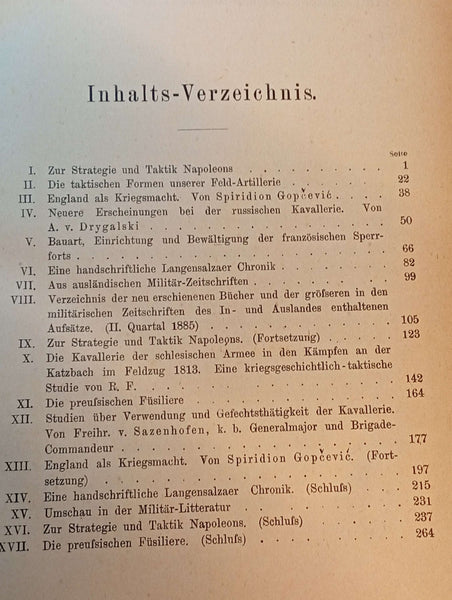 Inhalts-Verzeichnis.
Seite
I. Zur Strategie und Taktik Napoleons . . . . . . . . . 1
II. Die taktischen Formen unserer Feld-Artillerie . . . . . . 22
III. England als Kriegsmacht. Von Spiridion Gopčević . . . . 38
IV. Neuere Erscheinungen bei der russischen Kavallerie. Von
A. v. Drygalski . . . . . . . . . . . . . 50
V. Bauart, Einrichtung und Bewältigung der französischen Sperr-
forts . . . . . . . . . . . . . . . 66
VI. Eine handschriftliche Langensalzaer Chronik . . . . . . 82
VII. Aus ausländischen Militär-Zeitschriften . . . . . . . . 99
VIII. Verzeichnis der neu erschienenen Bücher und der gröfseren in den
militärischen Zeitschriften des In- und Auslandes enthaltenen
Aufsätze. (II. Quartal 1885) . . . . . . . . . . 105
IX. Zur Strategie und Taktik Napoleons. (Fortsetzung) . . . . 123
X. Die Kavallerie der schlesischen Armee in den Kämpfen an der
Katzbach im Feldzug 1813. Eine kriegsgeschichtlich-taktische
Studie von R. F. . . . . . . . . . . . . . 142
XI. Die preufsischen Füsiliere . . . . . . . . . . . 164
XII. Studien über Verwendung und Gefechtsthätigkeit der Kavallerie.
Von Freihr. v. Sazenhofen, k. b. Generalmajor und Brigade-
Commandeur . . . . . . . . . . . . . . 177
XIII. England als Kriegsmacht. Von Spiridion Gopčević. (Fort-
setzung) . . . . . . . . . . . . . . . 197
XIV. Eine handschriftliche Langensalzaer Chronik. (Schlufs) . . . 215
XV. Umschau in der Militär-Litteratur . . . . . . . . . 231
XVI. Zur Strategie und Taktik Napoleons. (Schlufs) . . . . . 237
XVII. Die preufsischen Füsiliere. (Schlufs) . . . . . . . . 264